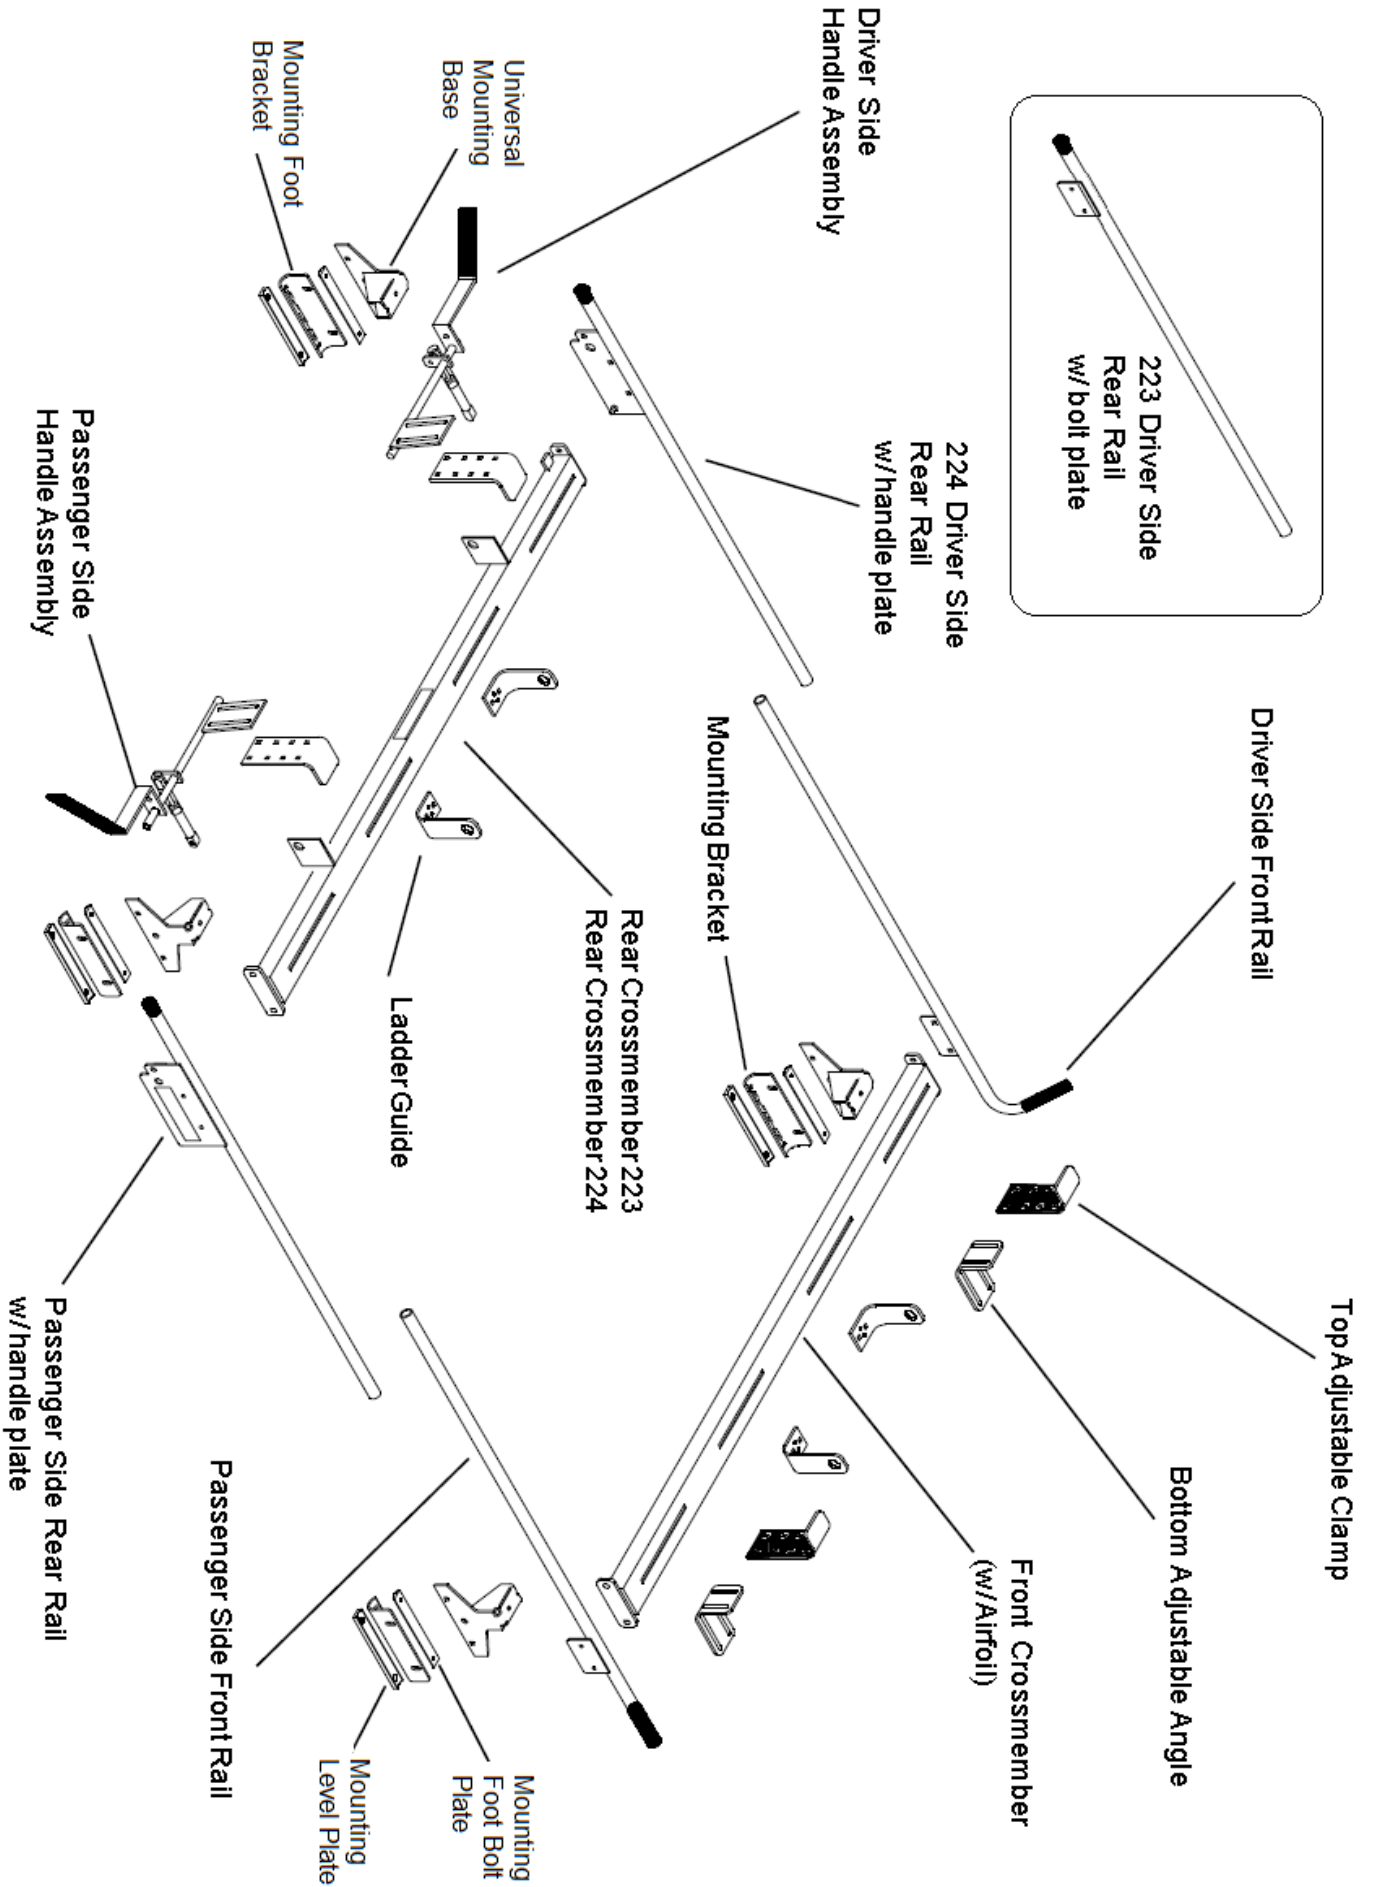 223 Driver Side
Rear Rail
w/bolt plate
Driver Side Front Rail
Top Adjustable Clamp
Bottom Adjustable Angle
Front Crossmember
(w/Airfoil)
Driver Side
Handle Assembly
224 Driver Side
Rear Rail
w/handle plate
Mounting Bracket
Rear Crossmember 223
Rear Crossmember 224
Universal
Mounting
Base
Mounting Foot
Bracket
Ladder Guide
Passenger Side
Handle Assembly
Passenger Side Rear Rail
w/handle plate
Passenger Side Front Rail
Mounting
Foot Bolt
Plate
Mounting
Level Plate